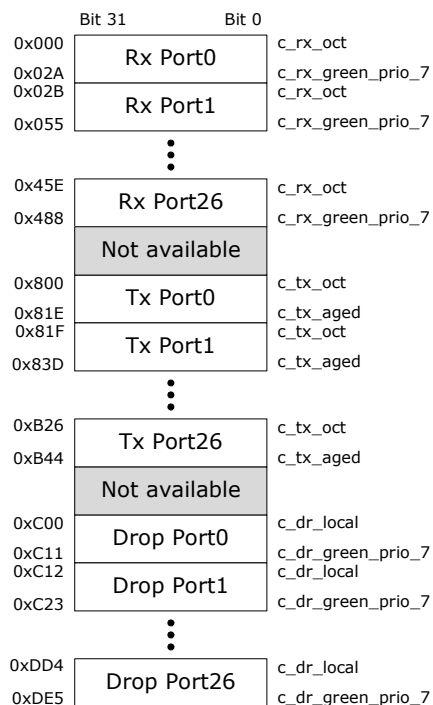 Bit 31 Bit 0
0x000 c_rx_oct
Rx Port0
0x02A c_rx_green_prio_7
0x02B c_rx_oct
Rx Port1
0x055 c_rx_green_prio_7
0x45E c_rx_oct
Rx Port26
0x488 c_rx_green_prio_7
Not available
0x800 c_tx_oct
Tx Port0
0x81E c_tx_aged
0x81F c_tx_oct
Tx Port1
0x83D c_tx_aged
0xB26 c_tx_oct
Tx Port26
0xB44 c_tx_aged
Not available
0xC00 c_dr_local
Drop Port0
0xC11 c_dr_green_prio_7
0xC12 c_dr_local
Drop Port1
0xC23 c_dr_green_prio_7
0xDD4 c_dr_local
Drop Port26
0xDE5 c_dr_green_prio_7